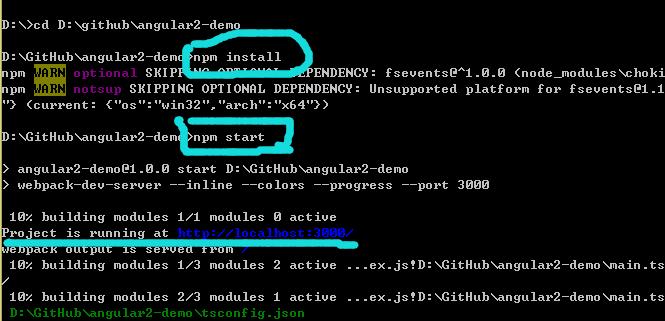 D:\>cd D:\github\angular2-demo
D:\GitHub\angular2-demo>npm install
npm WARN optional SKIPPING OPTIONAL DEPENDENCY: fsevents@^1.0.0 (node_modules\choki
npm WARN notsup SKIPPING OPTIONAL DEPENDENCY: Unsupported platform for fsevents@1.1
"} (current: {"os":"win32","arch":"x64"})
D:\GitHub\angular2-demo>npm start
> angular2-demo@1.0.0 start D:\GitHub\angular2-demo
> webpack-dev-server --inline --colors --progress --port 3000
10% building modules 1/1 modules 0 active
Project is running at http://localhost:3000/
webpack output is served from /
10% building modules 1/3 modules 2 active ...ex.js!D:\GitHub\angular2-demo\main.ts
/
10% building modules 2/3 modules 1 active ...ex.js!D:\GitHub\angular2-demo\main.ts
D:\GitHub\angular2-demo\tsconfig.json